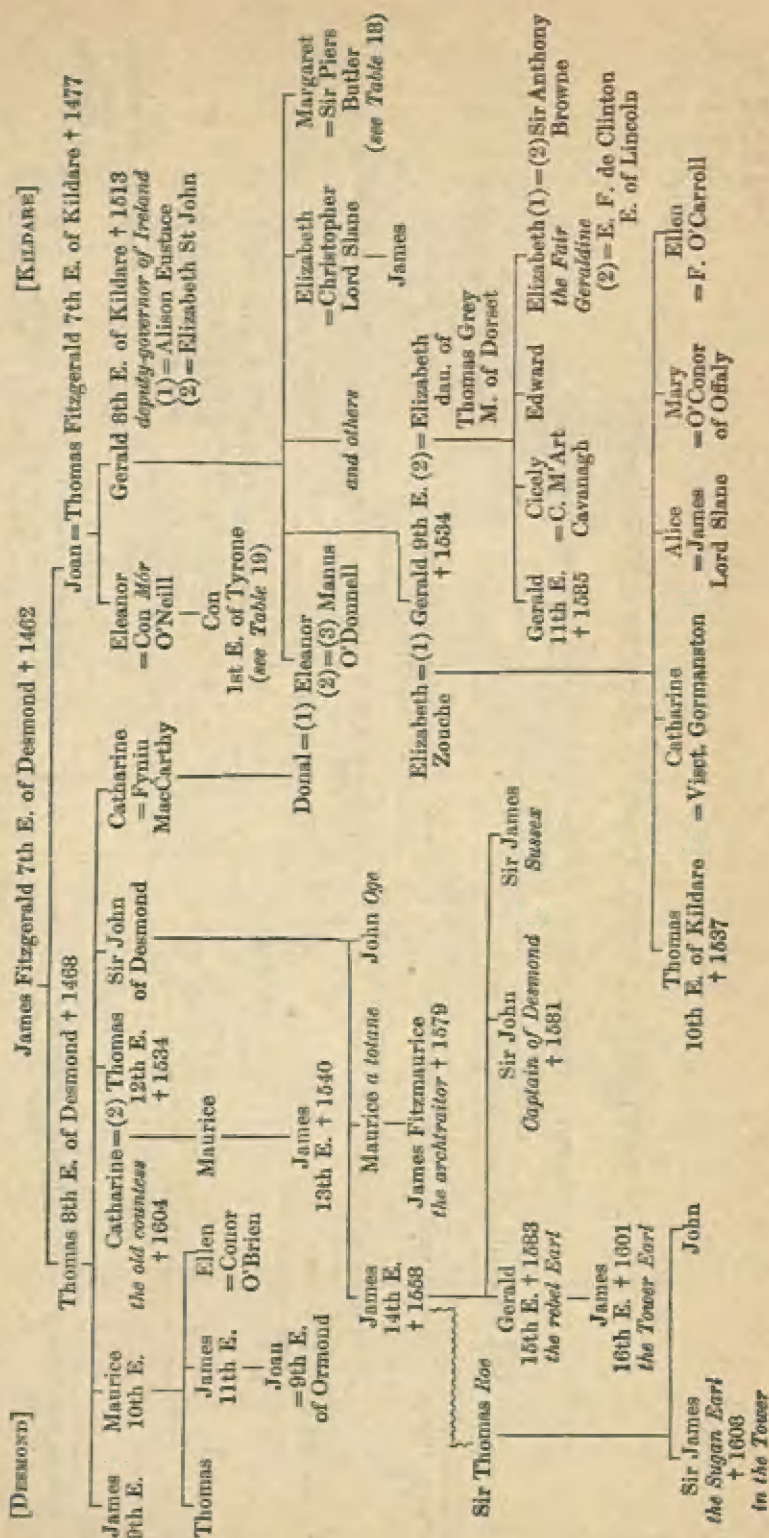 [DESMOND]
[KILDARE]
James Fitzgerald 7th E. of Desmond † 1462
Thomas 8th E. of Desmond † 1468
Joan = Thomas Fitzgerald 7th E. of Kildare † 1477
James
9th E.
Maurice
10th E.
Catharine = (2) Thomas
the old countess
† 1604
12th E.
† 1534
Sir John
of Desmond
Catharine
= Fynin
MacCarthy
Eleanor
= Con Mór
O'Neill
Gerald 8th E. of Kildare † 1513
deputy-governor of Ireland
(1) = Alison Eustace
(2) = Elizabeth St John
Thomas
James
11th E.
Ellen
= Conor
O'Brien
Maurice
Con
1st E. of Tyrone
(see Table 19)
Joan
= 9th E.
of Ormond
James
13th E. † 1540
Donal = (1) Eleanor
(2) = (3) Manus
O'Donnell
and others
Elizabeth
= Christopher
Lord Slane
James
Margaret
= Sir Piers
Butler
(see Table 18)
James
14th E.
† 1558
Maurice a totane
John Oge
James Fitzmaurice
the archtraitor † 1579
Elizabeth = (1) Gerald 9th E. (2) = Elizabeth
Zouche
† 1534
dau. of
Thomas Grey
M. of Dorset
Sir Thomas Roe
Gerald
15th E. † 1583
the rebel Earl
Sir John
Captain of Desmond
† 1581
Sir James
Sussex
Gerald
11th E.
† 1585
Cicely
= C. M'Art
Cavanagh
Edward
Elizabeth (1) = (2) Sir Anthony
the Fair
Geraldine
Browne
(2) = E. F. de Clinton
E. of Lincoln
James
16th E. † 1601
the Tower Earl
Sir James
the Sugan Earl
† 1608
in the Tower
John
Thomas
10th E. of Kildare
† 1537
Catharine
= Visct. Gormanston
Alice
= James
Lord Slane
Mary
= O'Conor
of Offaly
Ellen
= F. O'Carroll